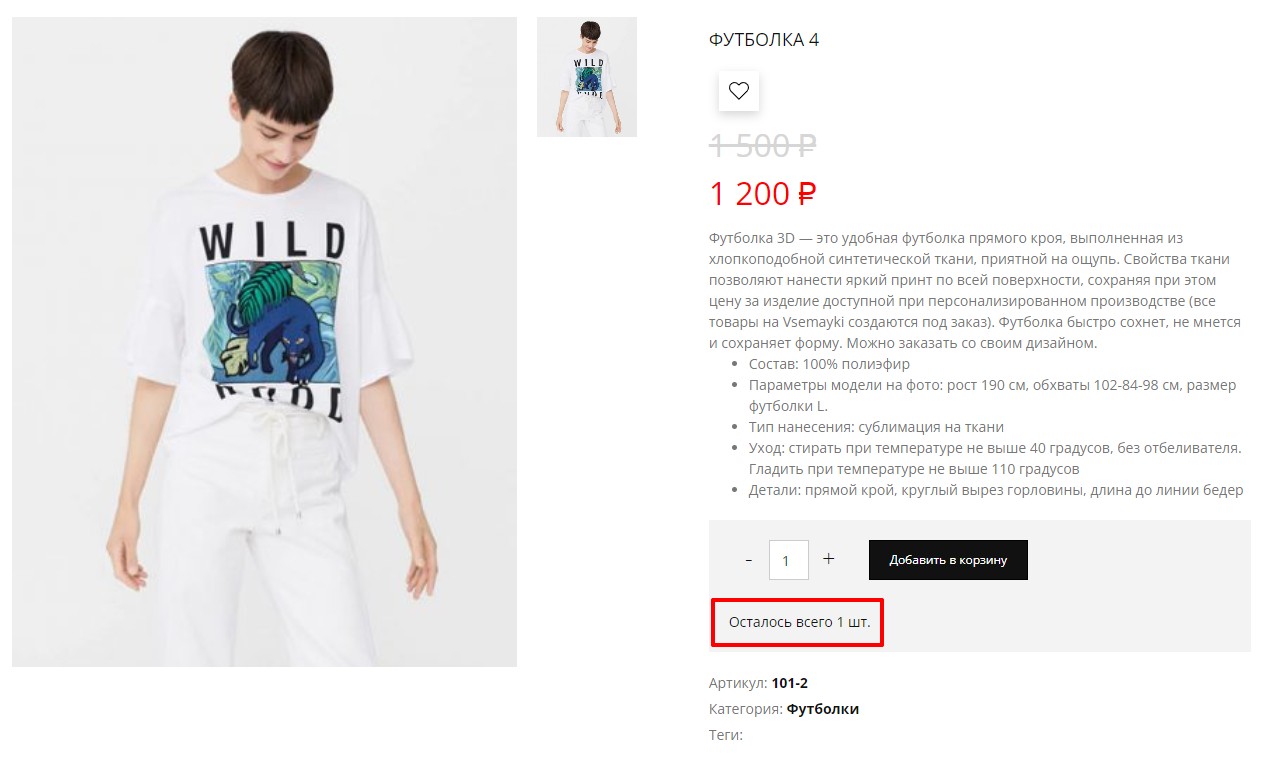 WILD
ФУТБОЛКА 4
1 500 ₽
1 200 ₽
Футболка 3D — это удобная футболка прямого кроя, выполненная из
хлопкоподобной синтетической ткани, приятной на ощупь. Свойства ткани
позволяют нанести яркий принт по всей поверхности, сохраняя при этом
цену за изделие доступной при персонализированном производстве (все
товары на Vsemayki создаются под заказ). Футболка быстро сохнет, не мнется
и сохраняет форму. Можно заказать со своим дизайном.
Состав: 100% полиэфир
Параметры модели на фото: рост 190 см, обхваты 102-84-98 см, размер
футболки L.
Тип нанесения: сублимация на ткани
Уход: стирать при температуре не выше 40 градусов, без отбеливателя.
Гладить при температуре не выше 110 градусов
Детали: прямой крой, круглый вырез горловины, длина до линии бедер
- 1 + Добавить в корзину
Осталось всего 1 шт.
Артикул: 101-2
Категория: Футболки
Теги: